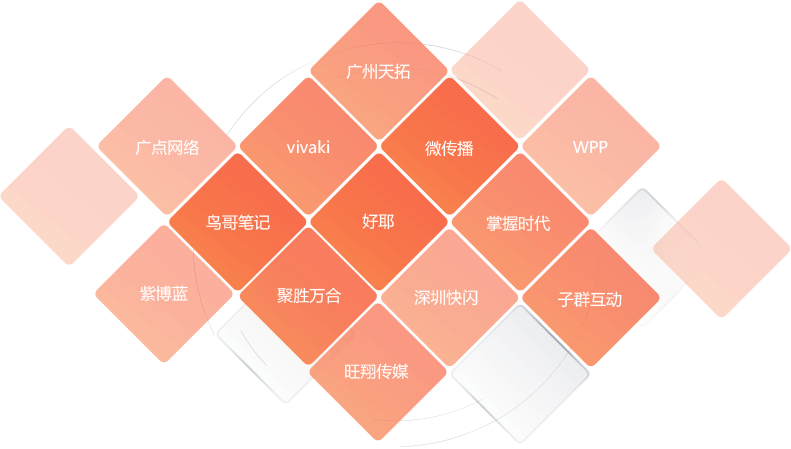 广州天拓
广点网络
vivaki
微传播
WPP
鸟哥笔记
好耶
掌握时代
紫博蓝
聚胜万合
深圳快闪
子群互动
旺翔传媒